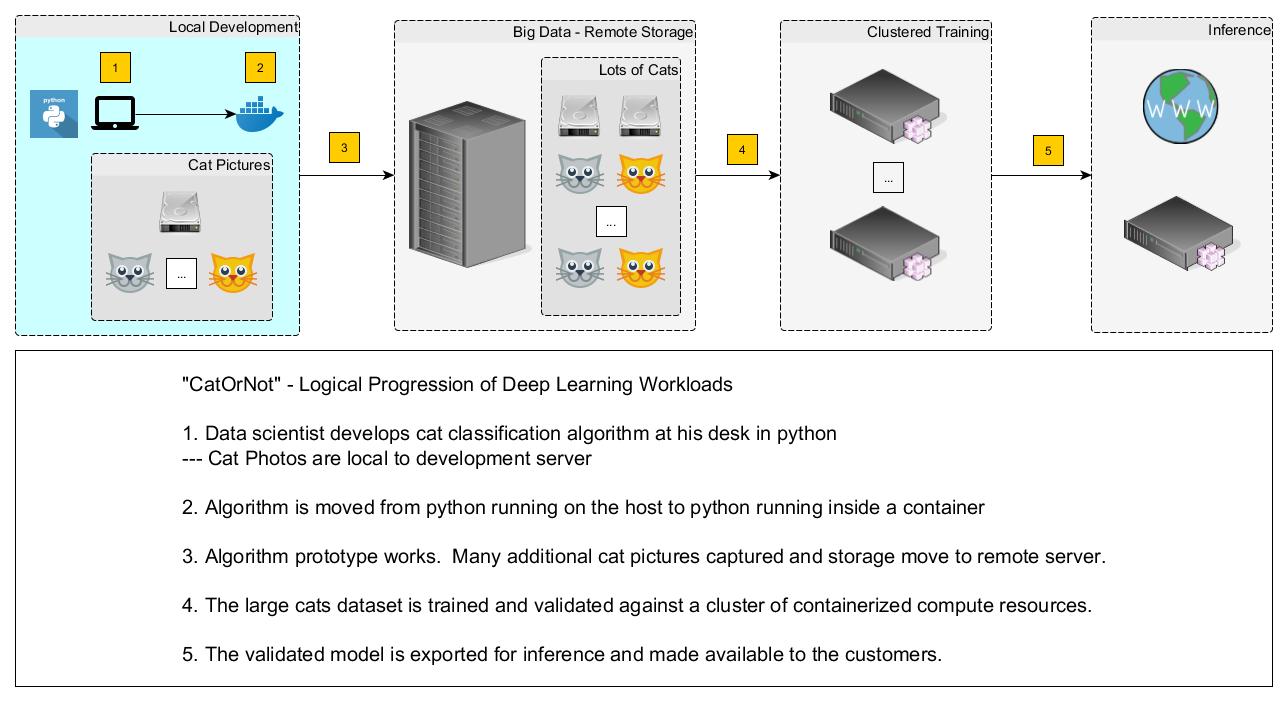 Local Development
Big Data - Remote Storage
Clustered Training
Inference
1
2
python
Cat Pictures
...
3
Lots of Cats
...
4
...
5
WWW
"CatOrNot" - Logical Progression of Deep Learning Workloads
1. Data scientist develops cat classification algorithm at his desk in python
--- Cat Photos are local to development server
2. Algorithm is moved from python running on the host to python running inside a container
3. Algorithm prototype works.  Many additional cat pictures captured and storage move to remote server.
4. The large cats dataset is trained and validated against a cluster of containerized compute resources.
5. The validated model is exported for inference and made available to the customers.